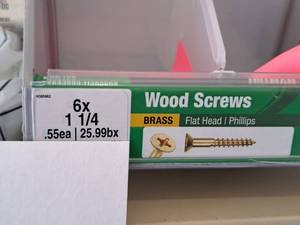 6x
1 1/4
.55ea | 25.99bx
Wood Screws
BRASS Flat Head | Phillips